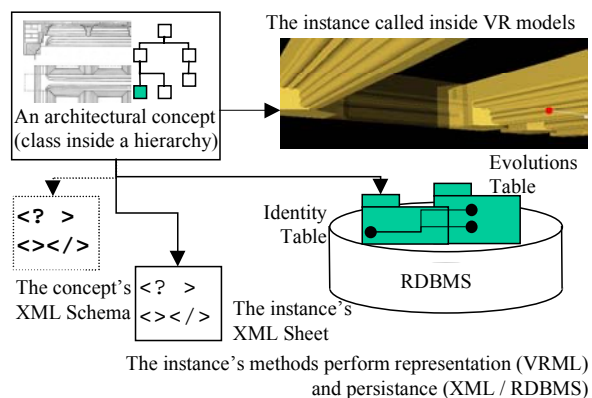 The instance called inside VR models
An architectural concept
(class inside a hierarchy)
Evolutions
Table
Identity
Table
RDBMS
<? >
<></>
The concept's
XML Schema
<? >
<></>
The instance's
XML Sheet
The instance's methods perform representation (VRML)
and persistance (XML / RDBMS)